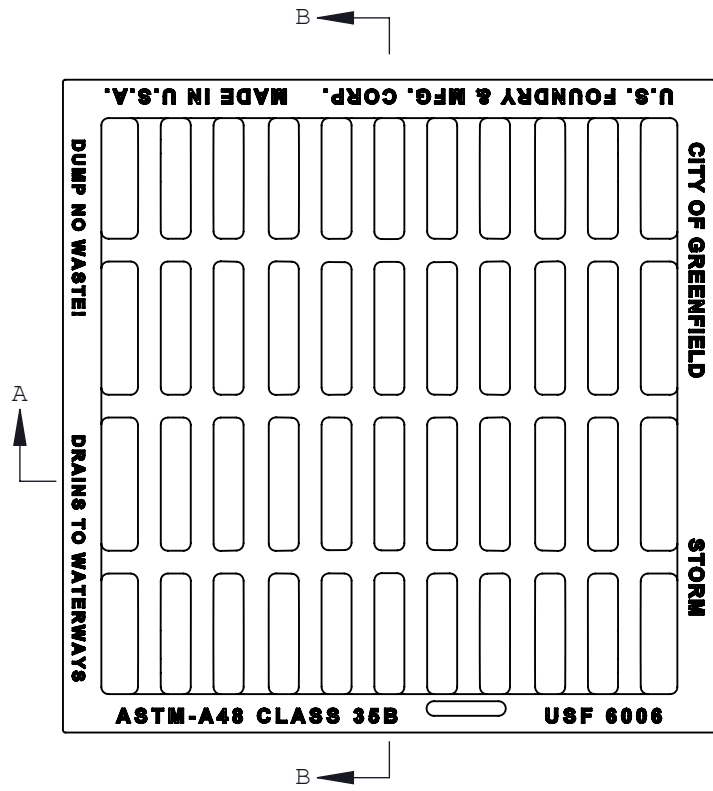 B
U.S. FOUNDRY & MFG. CORP. MADE IN U.S.A.
DUMP NO WASTE!
CITY OF GREENFIELD
A
DRAINS TO WATERWAYS
STORM
ASTM-A48 CLASS 35B
USF 6006
B